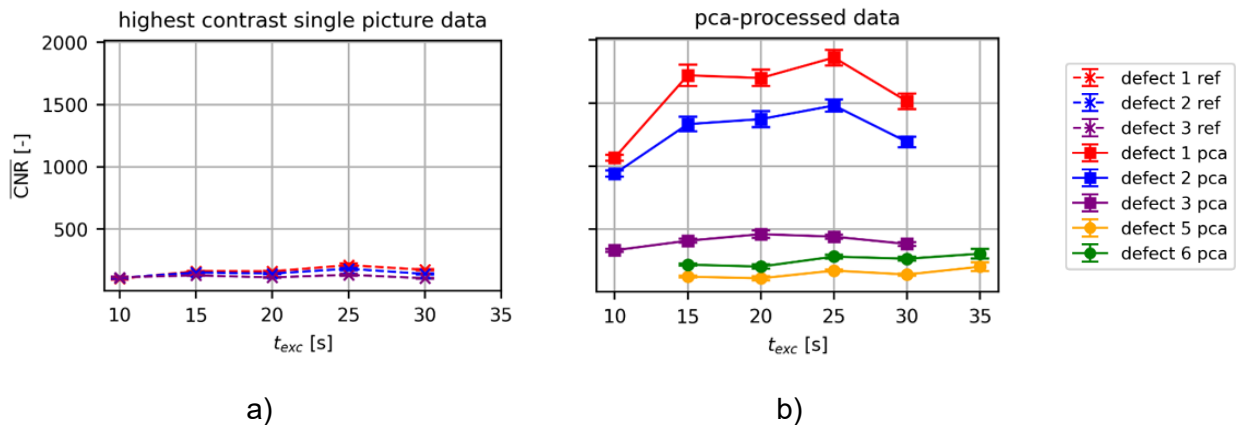 highest contrast single picture data
2000
1500
1000
500
C̅N̅R̅ [-]
10 15 20 25 30 35
t_exc [s]
a)
pca-processed data
10 15 20 25 30 35
t_exc [s]
b)
defect 1 ref
defect 2 ref
defect 3 ref
defect 1 pca
defect 2 pca
defect 3 pca
defect 5 pca
defect 6 pca